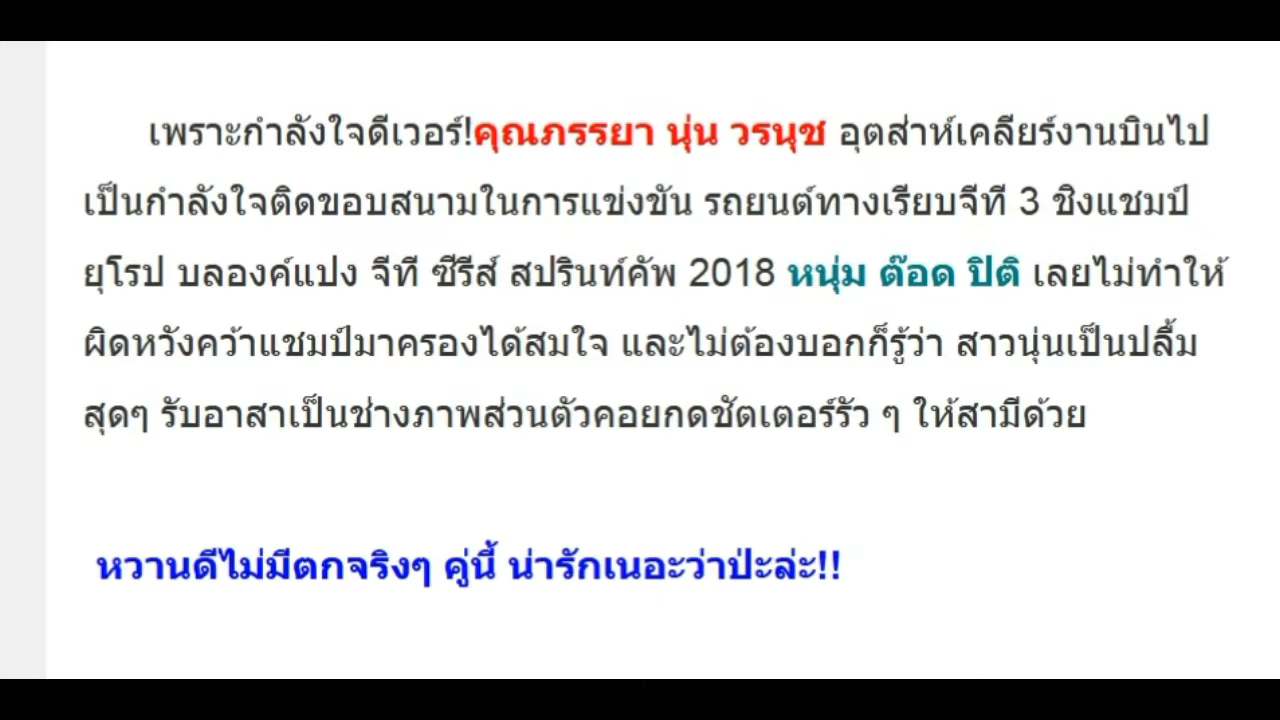 เพราะกำลังใจดีเวอร์!คุณภรรยา นุ่น วรนุช อุตส่าห์เคลียร์งานบินไป
เป็นกำลังใจติดขอบสนามในการแข่งขัน รถยนต์ทางเรียบจีที 3 ชิงแชมป์
ยุโรป บลองค์แปง จีที ซีรีส์ สปรินท์คัพ 2018 หนุ่ม ต๊อด ปิติ เลยไม่ทำให้
ผิดหวังคว้าแชมป์มาครองได้สมใจ และไม่ต้องบอกก็รู้ว่า สาวนุ่นเป็นปลื้ม
สุดๆ รับอาสาเป็นช่างภาพส่วนตัวคอยกดชัตเตอร์รัว ๆ ให้สามีด้วย
หวานดีไม่มีตกจริงๆ คู่นี้ น่ารักเนอะว่าป่ะล่ะ!!